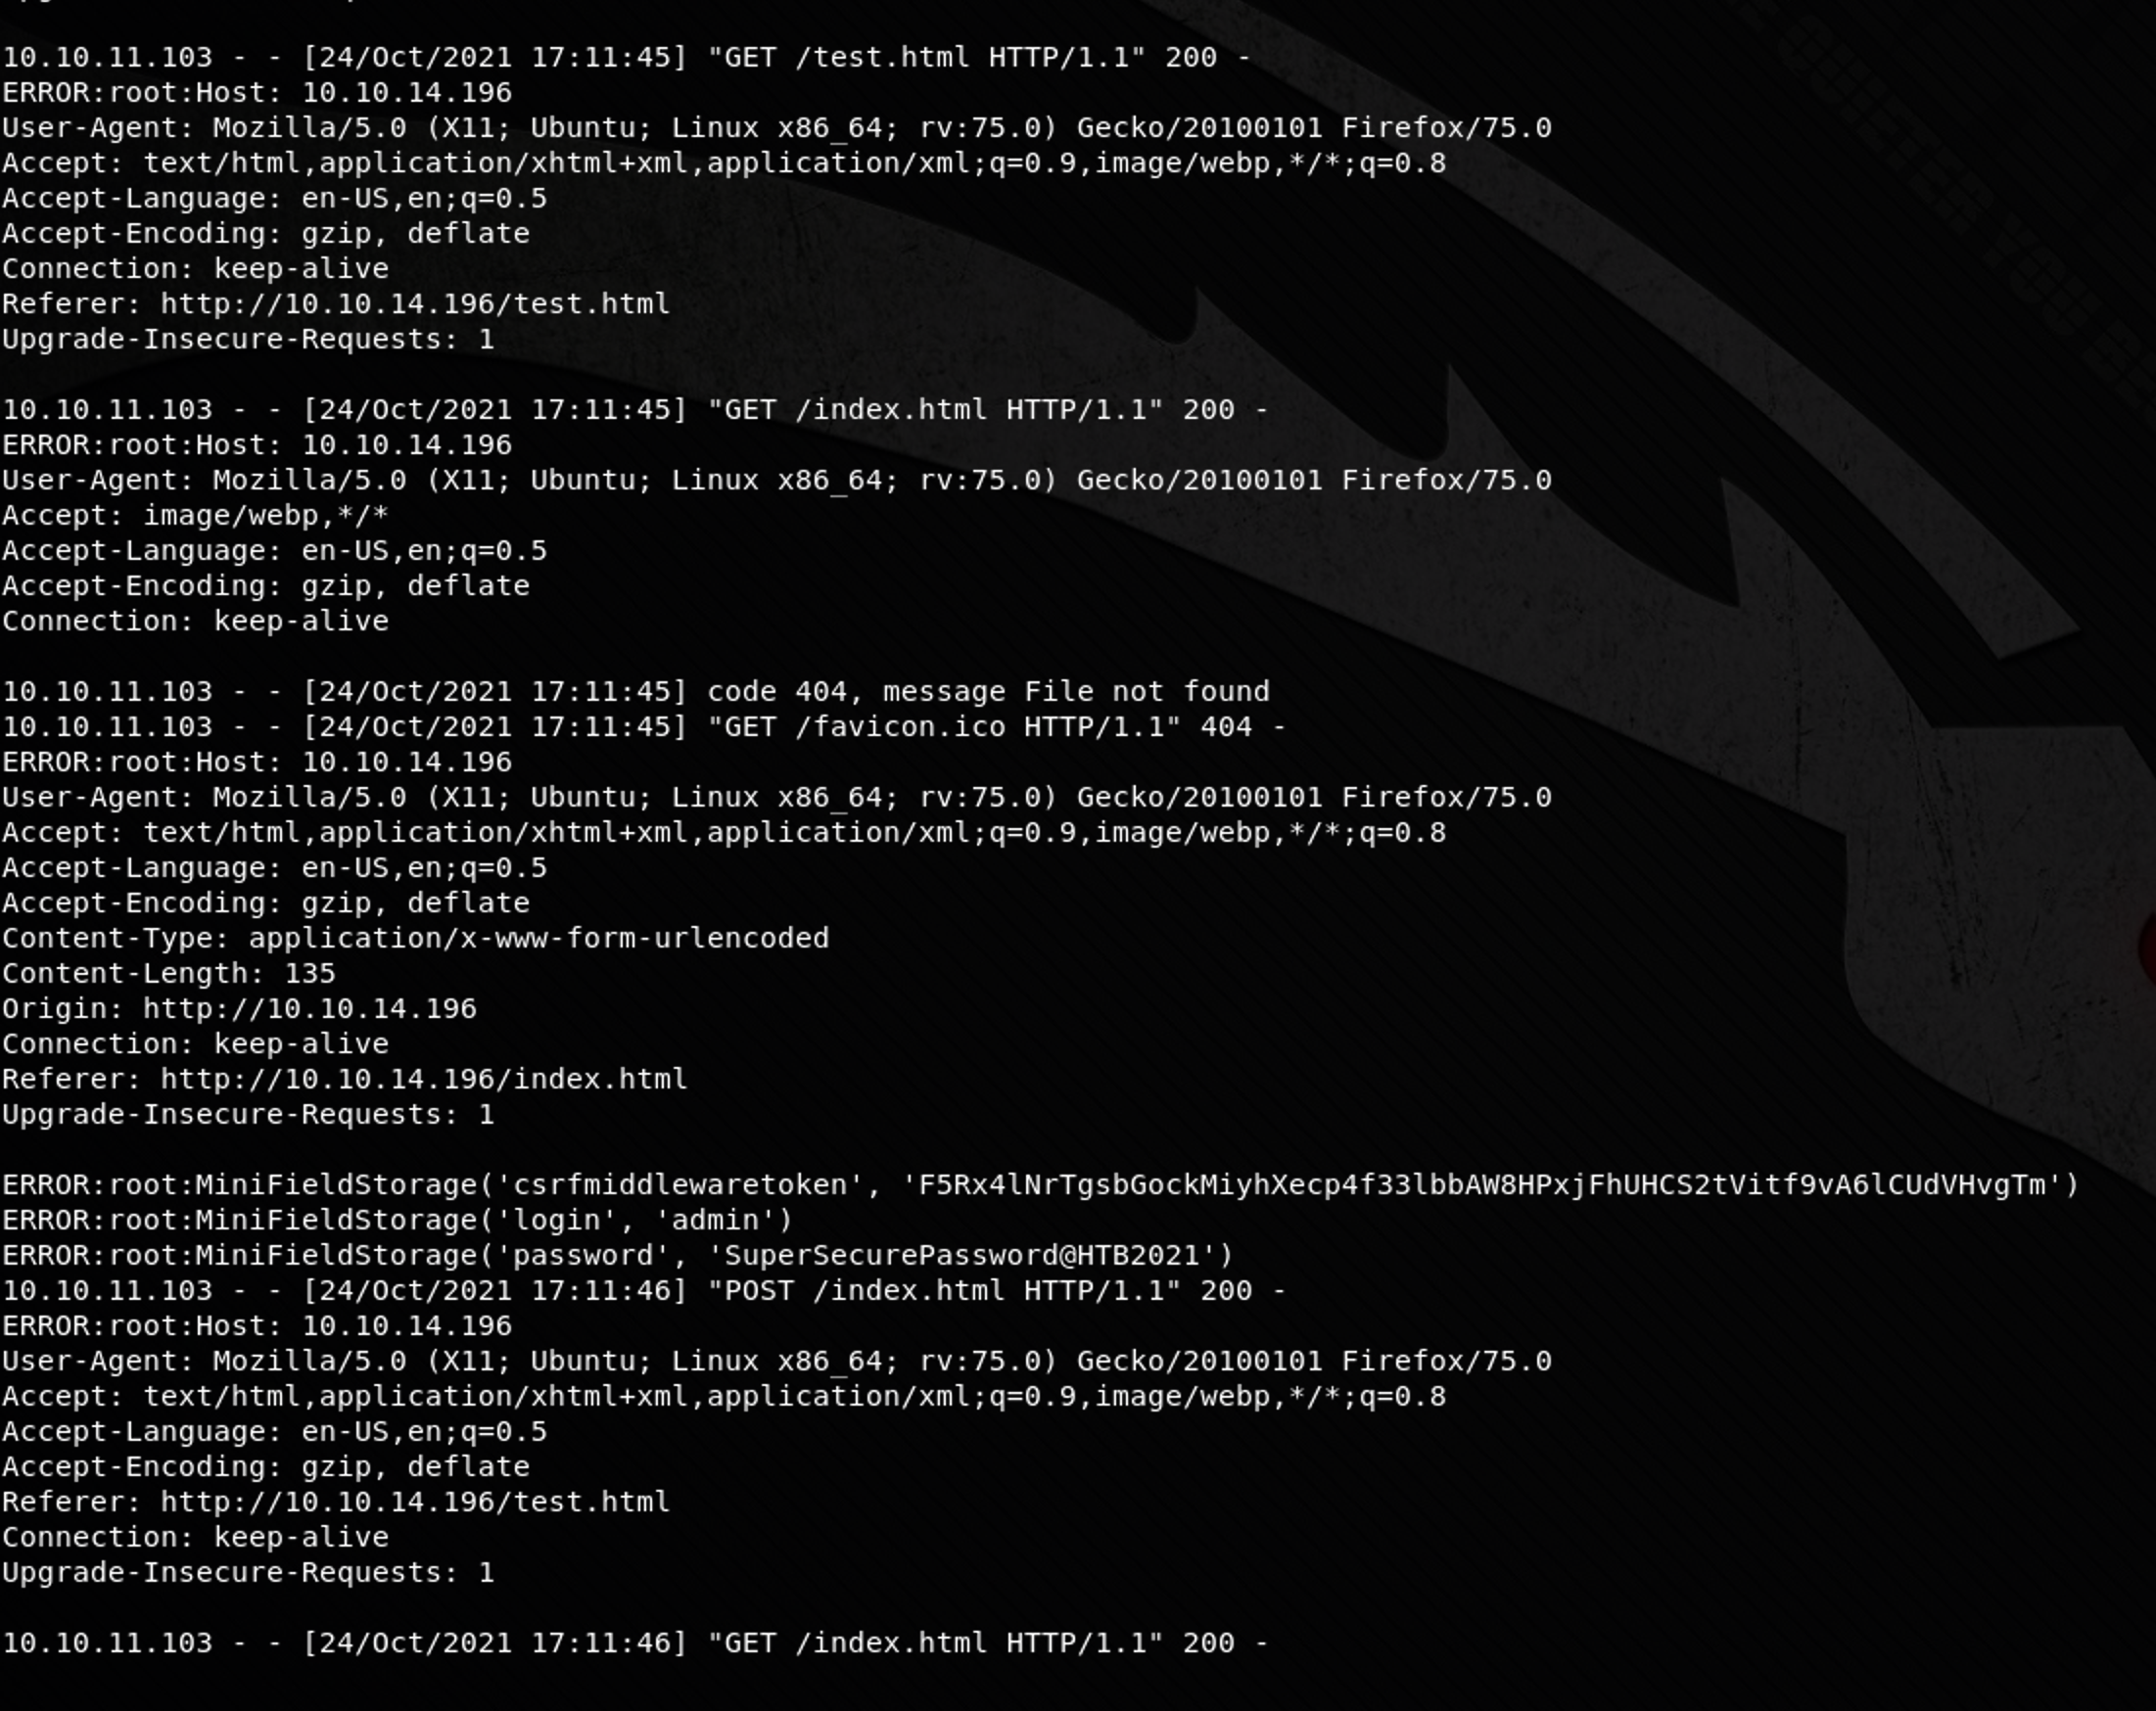 10.10.11.103 - - [24/Oct/2021 17:11:45] "GET /test.html HTTP/1.1" 200 -
ERROR:root:Host: 10.10.14.196
User-Agent: Mozilla/5.0 (X11; Ubuntu; Linux x86_64; rv:75.0) Gecko/20100101 Firefox/75.0
Accept: text/html,application/xhtml+xml,application/xml;q=0.9,image/webp,*/*;q=0.8
Accept-Language: en-US,en;q=0.5
Accept-Encoding: gzip, deflate
Connection: keep-alive
Referer: http://10.10.14.196/test.html
Upgrade-Insecure-Requests: 1
10.10.11.103 - - [24/Oct/2021 17:11:45] "GET /index.html HTTP/1.1" 200 -
ERROR:root:Host: 10.10.14.196
User-Agent: Mozilla/5.0 (X11; Ubuntu; Linux x86_64; rv:75.0) Gecko/20100101 Firefox/75.0
Accept: image/webp,*/*
Accept-Language: en-US,en;q=0.5
Accept-Encoding: gzip, deflate
Connection: keep-alive
10.10.11.103 - - [24/Oct/2021 17:11:45] code 404, message File not found
10.10.11.103 - - [24/Oct/2021 17:11:45] "GET /favicon.ico HTTP/1.1" 404 -
ERROR:root:Host: 10.10.14.196
User-Agent: Mozilla/5.0 (X11; Ubuntu; Linux x86_64; rv:75.0) Gecko/20100101 Firefox/75.0
Accept: text/html,application/xhtml+xml,application/xml;q=0.9,image/webp,*/*;q=0.8
Accept-Language: en-US,en;q=0.5
Accept-Encoding: gzip, deflate
Content-Type: application/x-www-form-urlencoded
Content-Length: 135
Origin: http://10.10.14.196
Connection: keep-alive
Referer: http://10.10.14.196/index.html
Upgrade-Insecure-Requests: 1
ERROR:root:MiniFieldStorage('csrfmiddlewaretoken', 'F5Rx4lNrTgsbGockMiyhXecp4f33lbbAW8HPxjFhUHCS2tVitf9vA6lCUdVHvgTm')
ERROR:root:MiniFieldStorage('login', 'admin')
ERROR:root:MiniFieldStorage('password', 'SuperSecurePassword@HTB2021')
10.10.11.103 - - [24/Oct/2021 17:11:46] "POST /index.html HTTP/1.1" 200 -
ERROR:root:Host: 10.10.14.196
User-Agent: Mozilla/5.0 (X11; Ubuntu; Linux x86_64; rv:75.0) Gecko/20100101 Firefox/75.0
Accept: text/html,application/xhtml+xml,application/xml;q=0.9,image/webp,*/*;q=0.8
Accept-Language: en-US,en;q=0.5
Accept-Encoding: gzip, deflate
Referer: http://10.10.14.196/test.html
Connection: keep-alive
Upgrade-Insecure-Requests: 1
10.10.11.103 - - [24/Oct/2021 17:11:46] "GET /index.html HTTP/1.1" 200 -